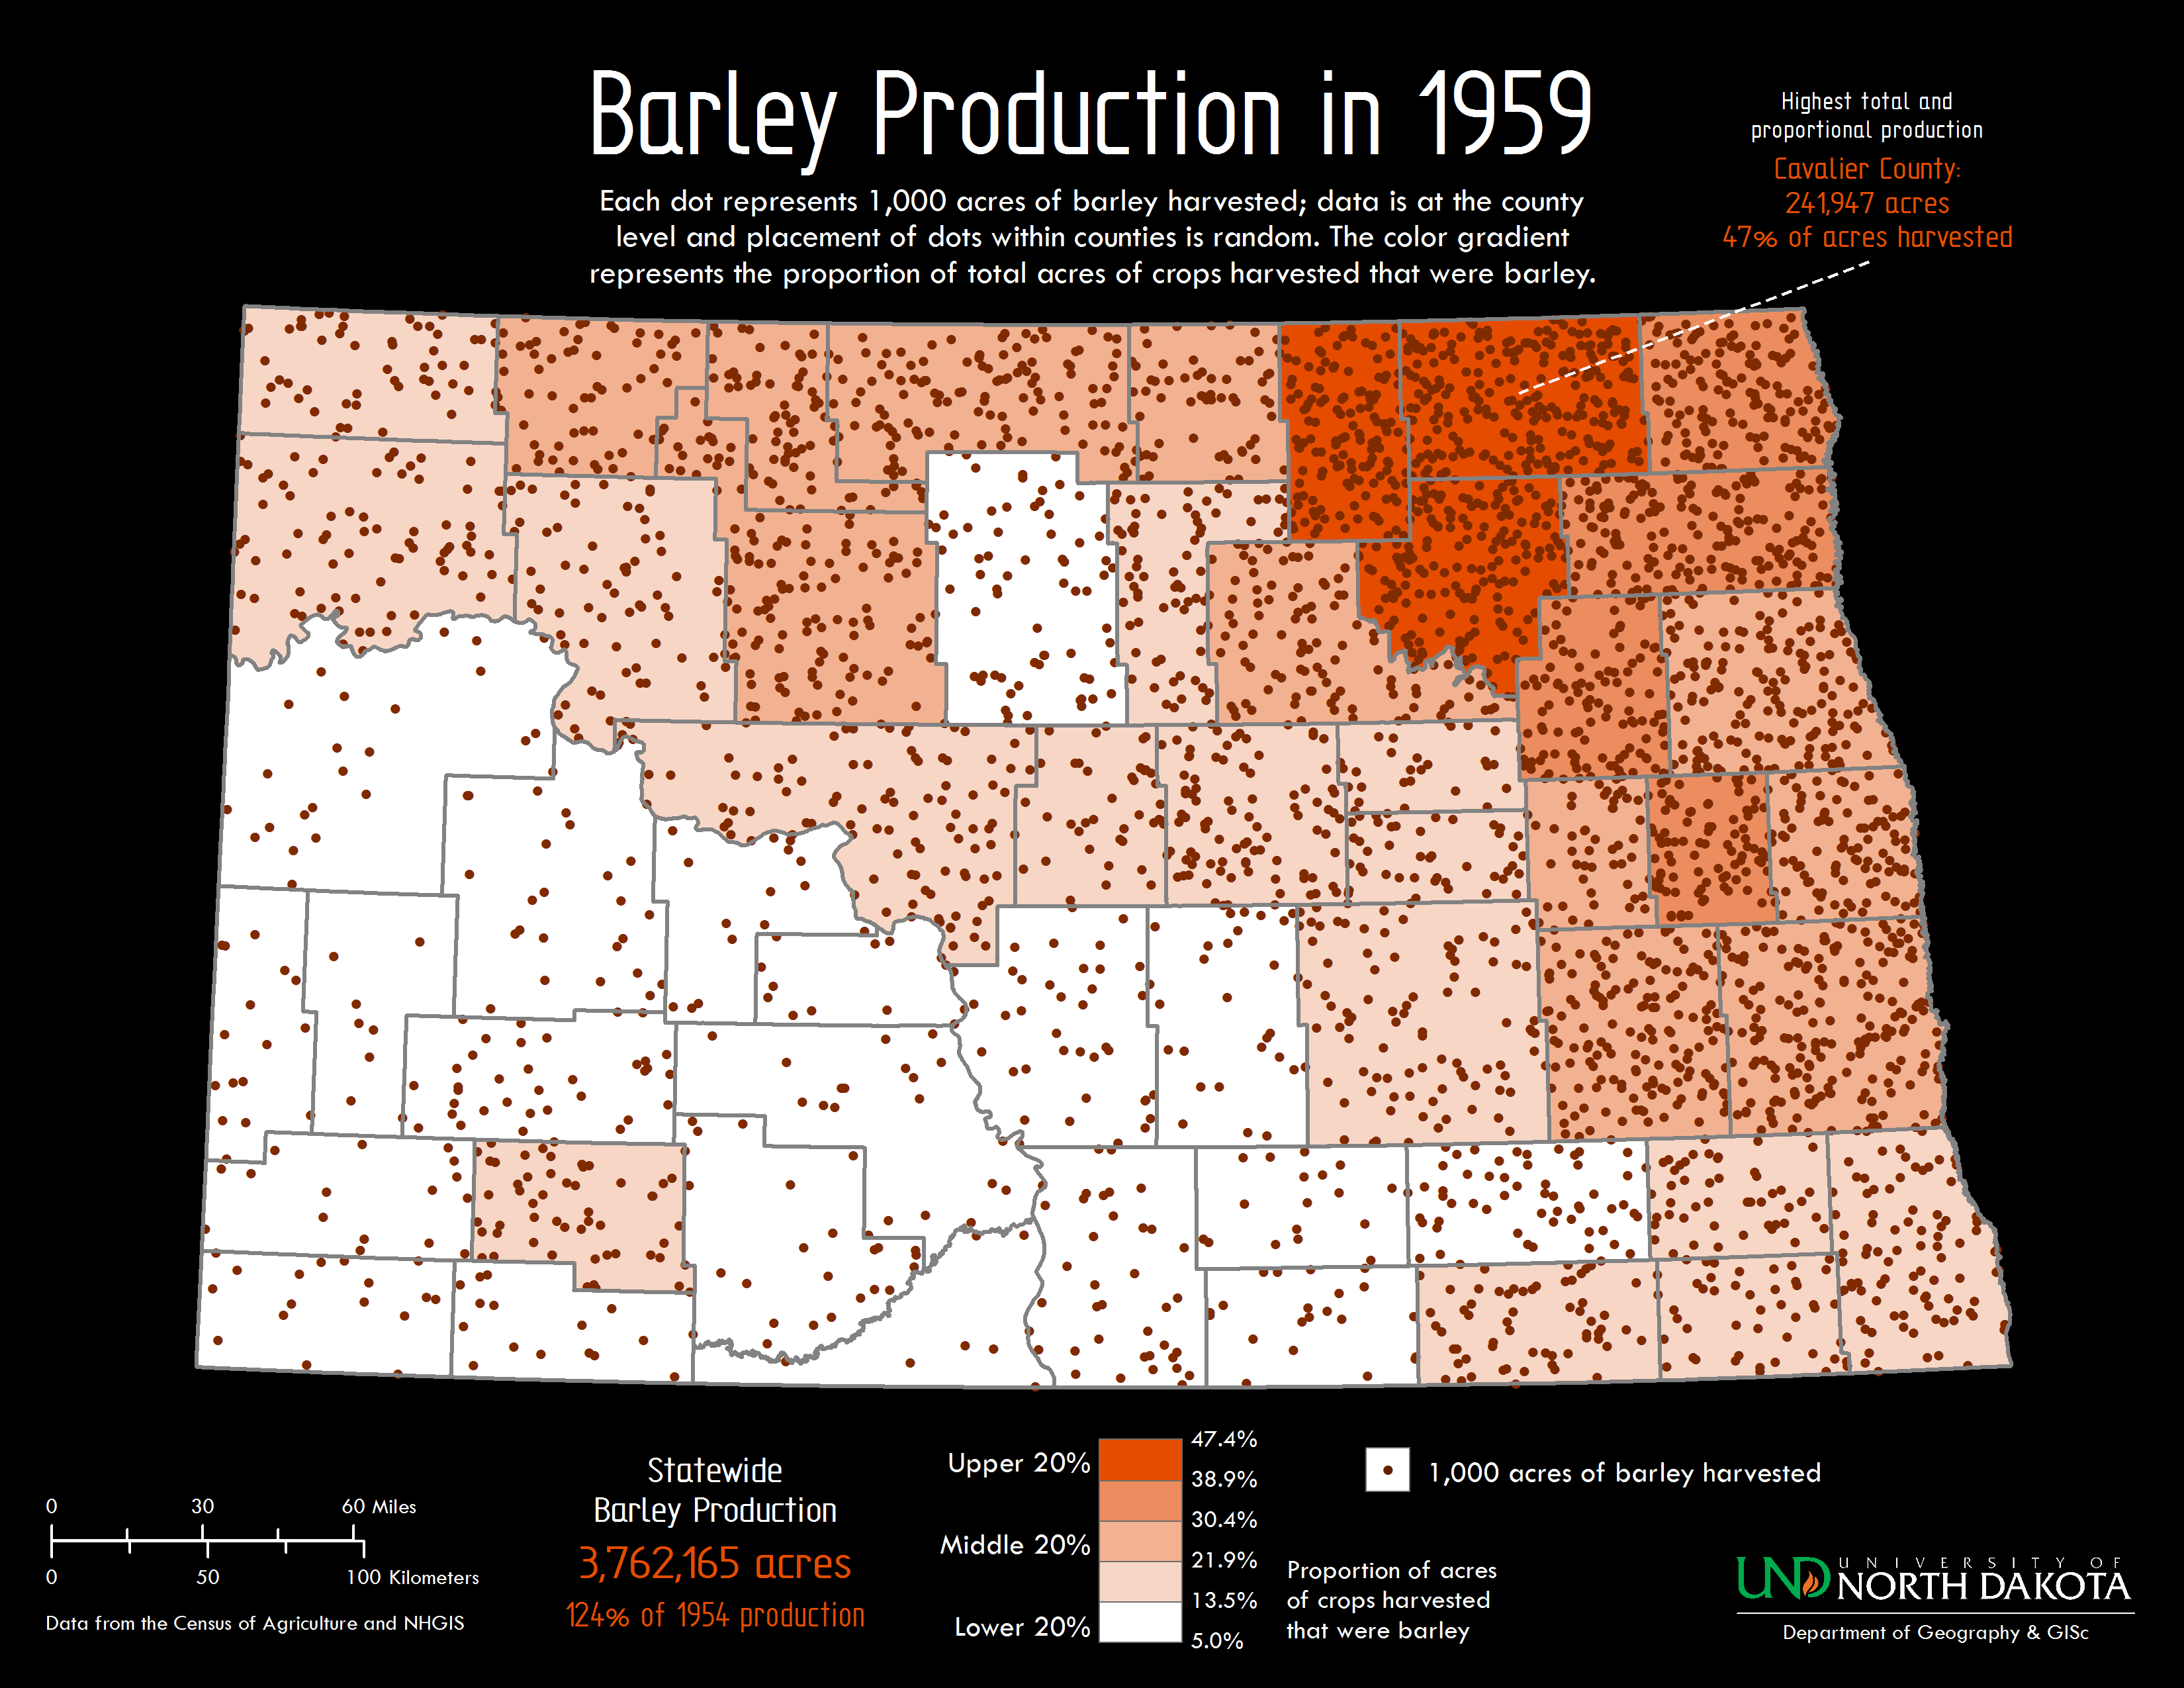 Barley Production in 1959
Each dot represents 1,000 acres of barley harvested; data is at the county
level and placement of dots within counties is random. The color gradient
represents the proportion of total acres of crops harvested that were barley.
Highest total and
proportional production
Cavalier County:
241,947 acres
47% of acres harvested
0 30 60 Miles
0 50 100 Kilometers
Data from the Census of Agriculture and NHGIS
Statewide
Barley Production
3,762,165 acres
124% of 1954 production
Upper 20%
Middle 20%
Lower 20%
47.4%
38.9%
30.4%
21.9%
13.5%
5.0%
1,000 acres of barley harvested
Proportion of acres
of crops harvested
that were barley
UND UNIVERSITY OF
NORTH DAKOTA
Department of Geography & GISc